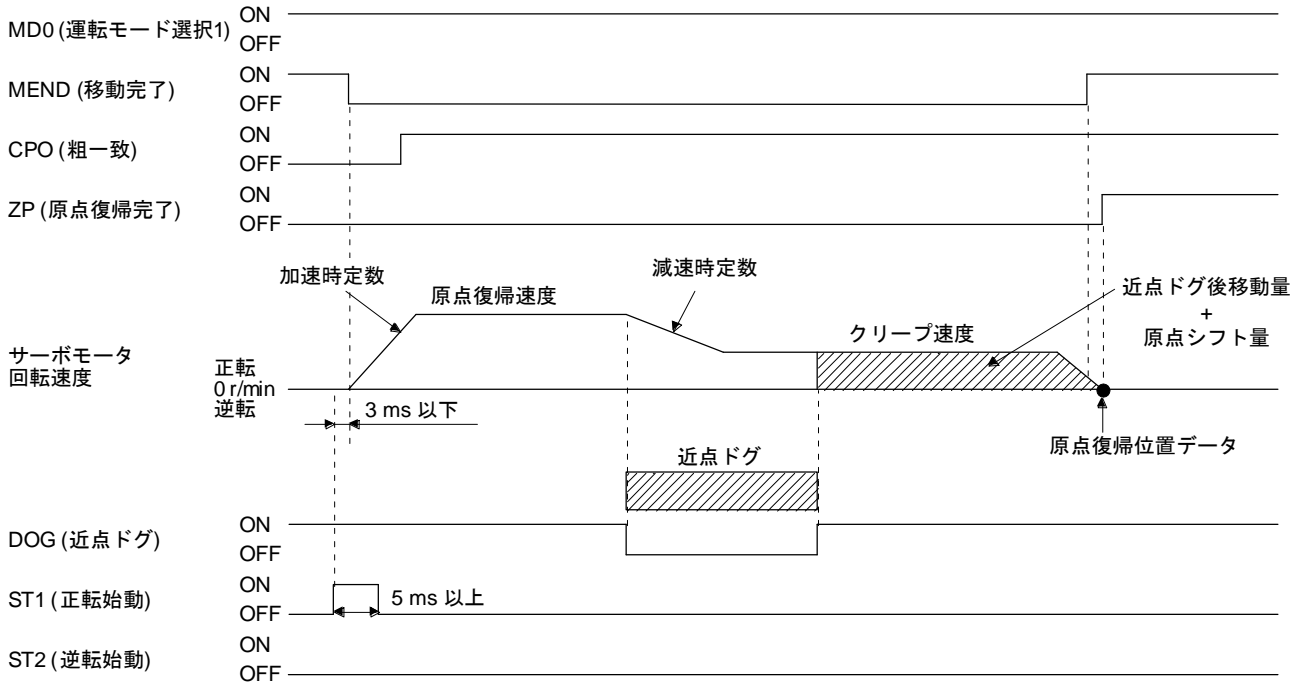 ON
MD0 (運転モード選択1)
OFF
ON
MEND (移動完了)
OFF
ON
CPO (粗一致)
OFF
ON
ZP (原点復帰完了)
OFF
加速時定数
原点復帰速度
減速時定数
クリープ速度
近点ドグ後移動量
+
原点シフト量
サーボモータ
回転速度
正転
0 r/min
逆転
3 ms 以下
原点復帰位置データ
近点ドグ
ON
DOG (近点ドグ)
OFF
ON
ST1 (正転始動)
OFF
5 ms 以上
ON
ST2 (逆転始動)
OFF